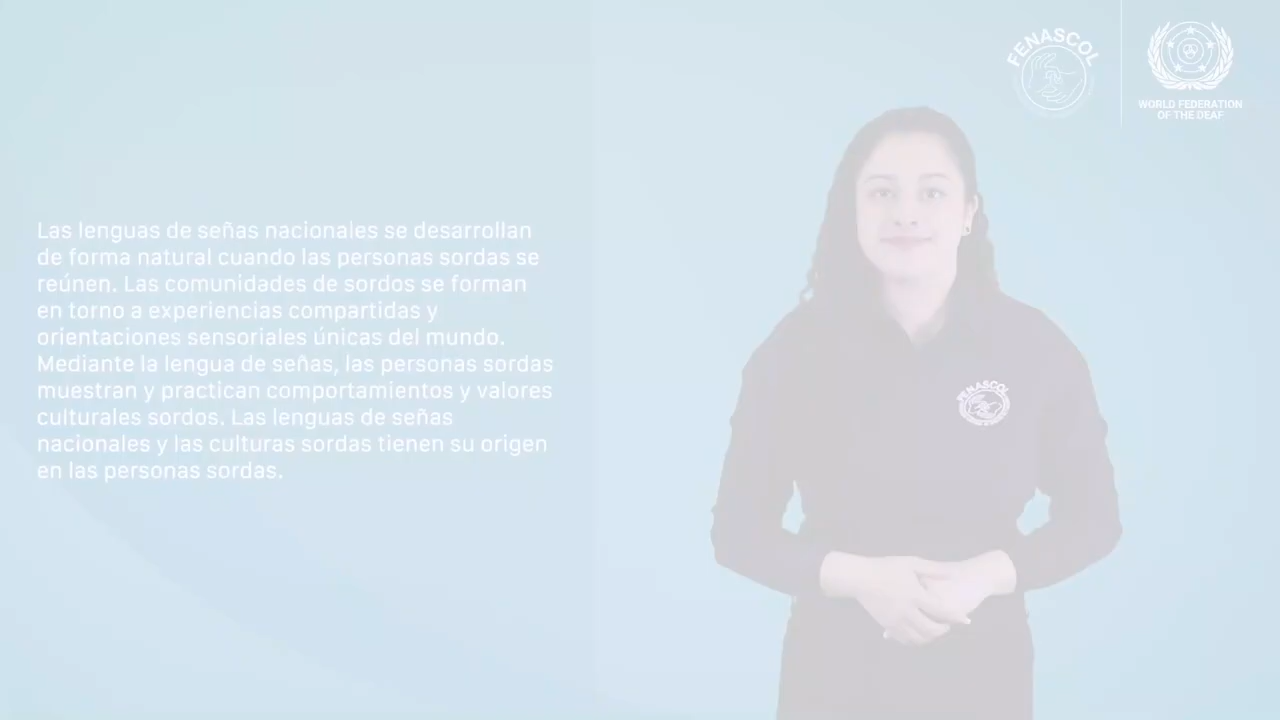 FENASCOL
WORLD FEDERATION
OF THE DEAF
Las lenguas de señas nacionales se desarrollan
de forma natural cuando las personas sordas se
reúnen. Las comunidades de sordos se forman
en torno a experiencias compartidas y
orientaciones sensoriales únicas del mundo.
Mediante la lengua de señas, las personas sordas
muestran y practican comportamientos y valores
culturales sordos. Las lenguas de señas
nacionales y las culturas sordas tienen su origen
en las personas sordas.
FENASCOL